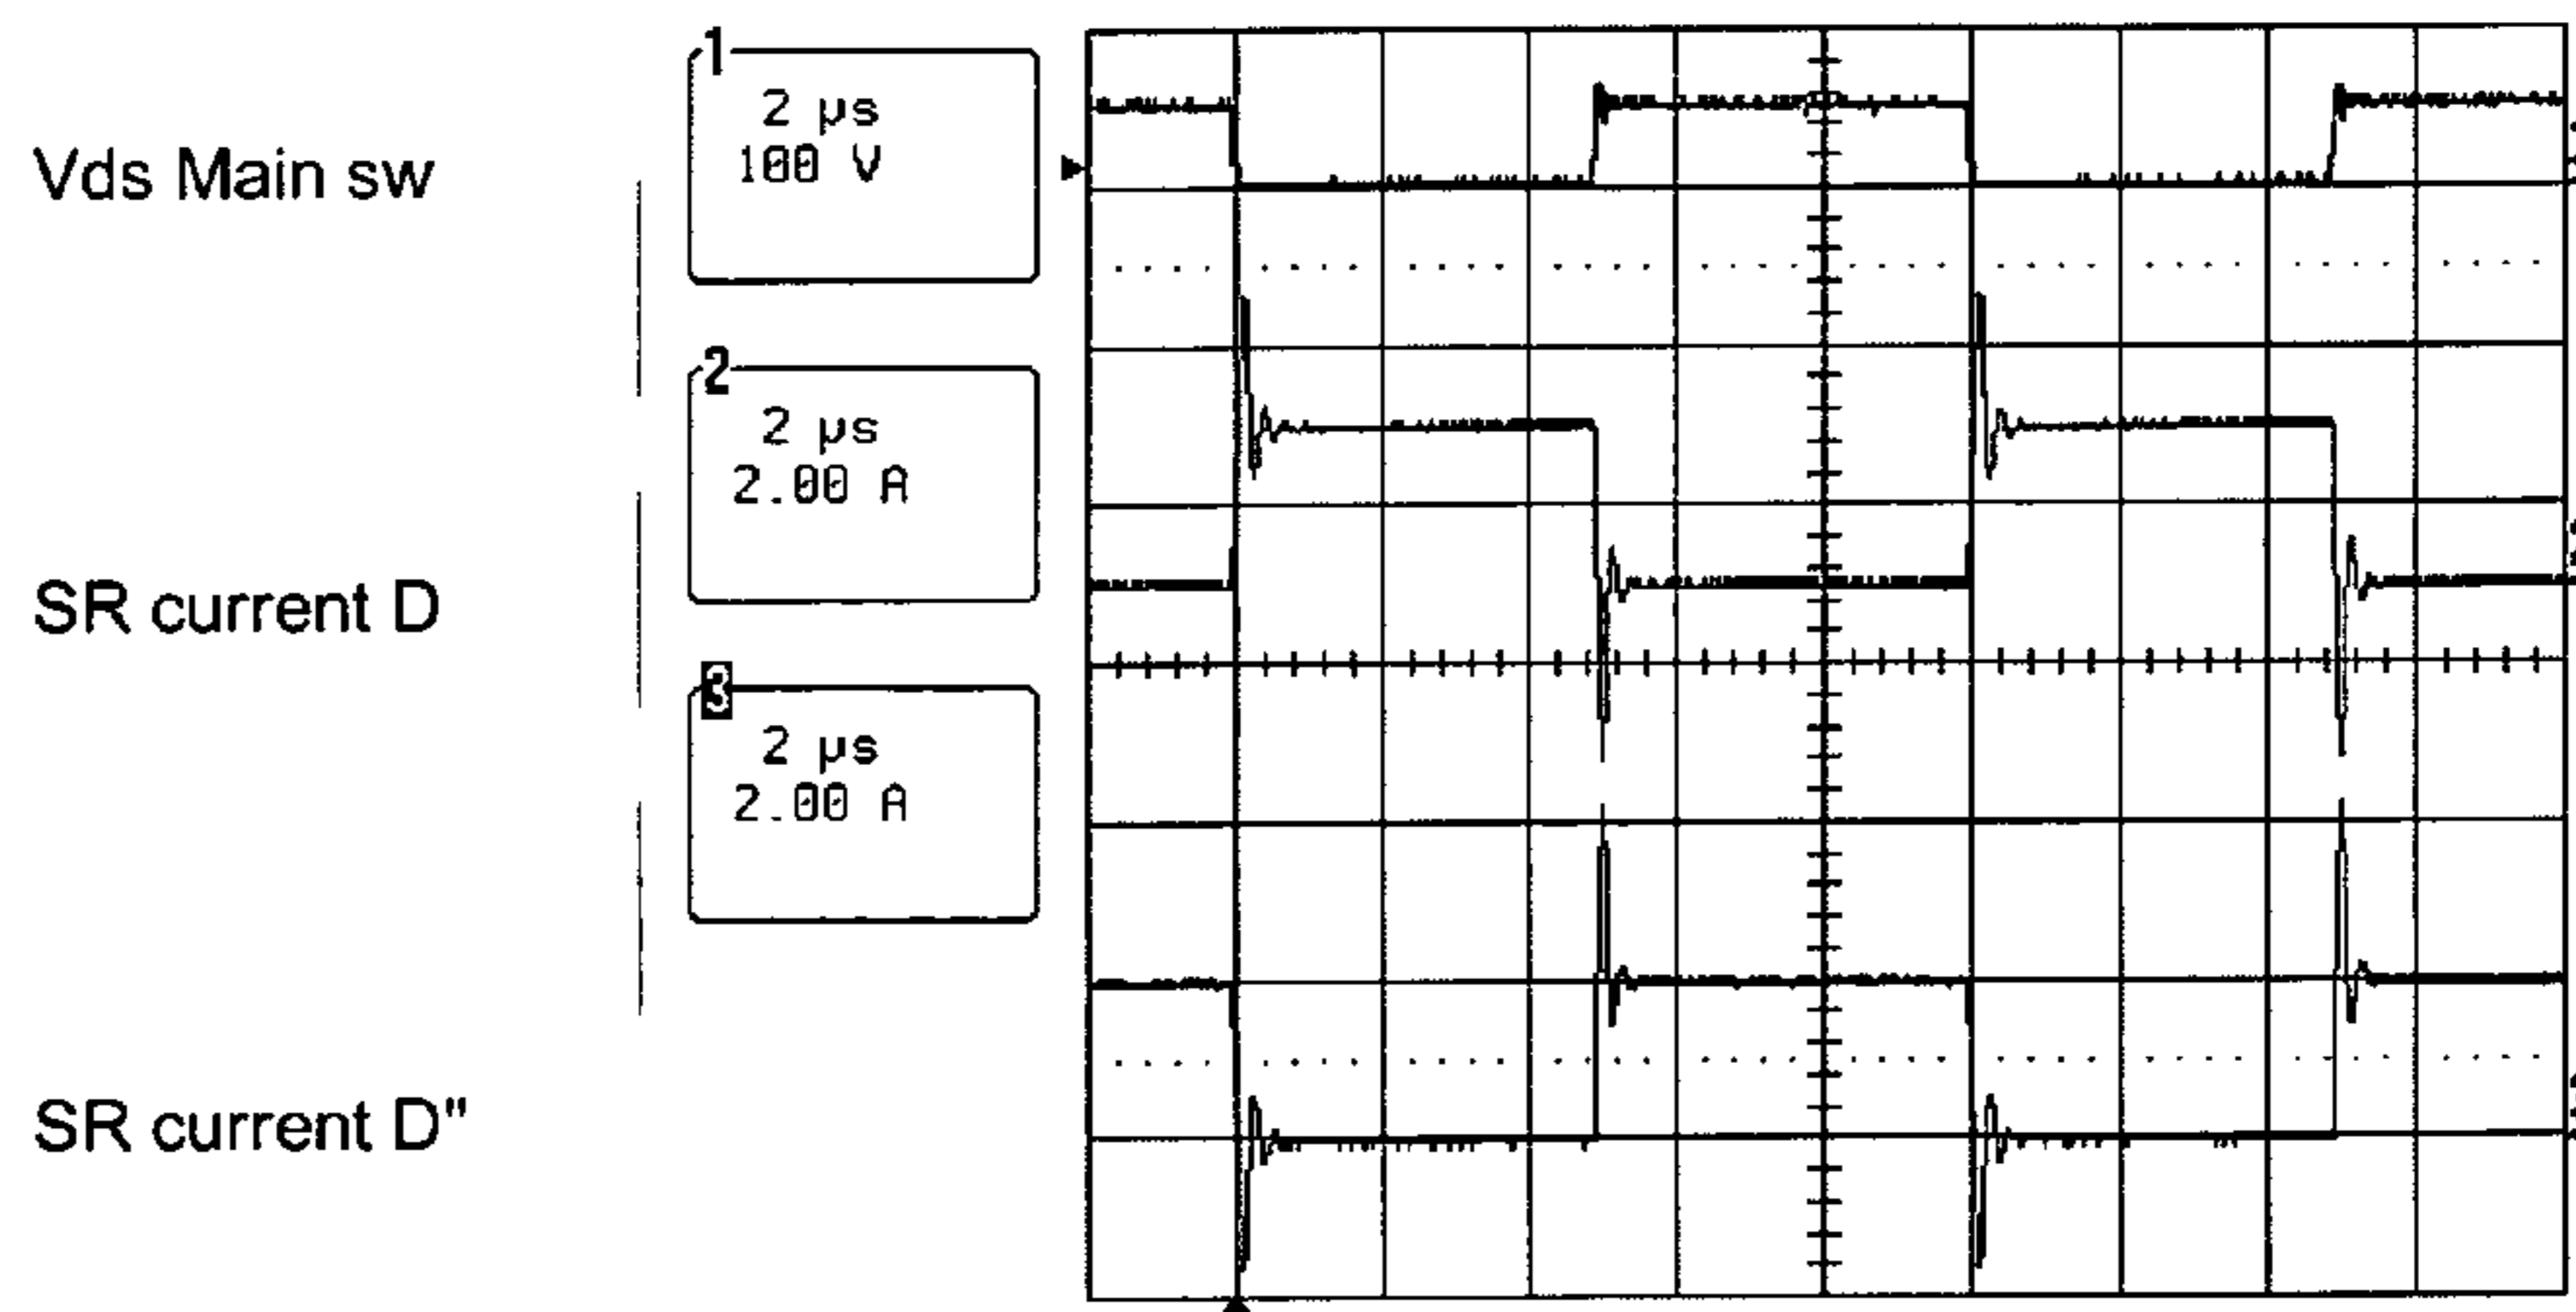 Vds Main sw
1
2 µs
100 V
2
2 µs
2.00 A
SR current D
3
2 µs
2.00 A
SR current D"